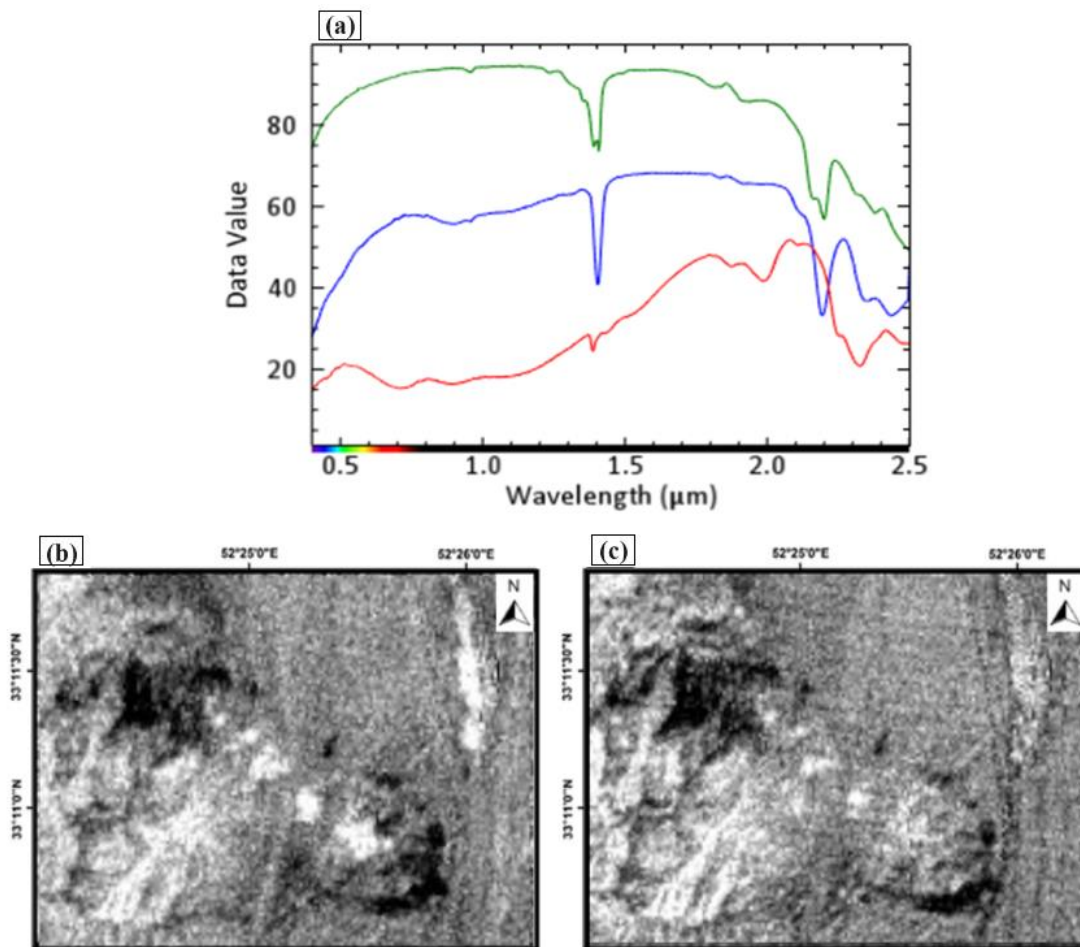 (a)
Data Value
80
60
40
20
0.5 1.0 1.5 2.0 2.5
Wavelength (µm)
(b)
52°25'0"E 52°26'0"E
N
33°11'30"N
33°11'0"N
(c)
52°25'0"E 52°26'0"E
N
33°11'30"N
33°11'0"N